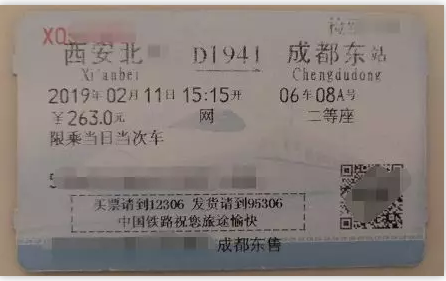 XQ
检
西安北 D1941 成都东站
Xi'anbei Chengdudong
2019年02月11日 15:15开 06车08A号
￥263.0元 网 二等座
限乘当日当次车
5
买票请到12306 发货请到95306
中国铁路祝您旅途愉快
成都东售